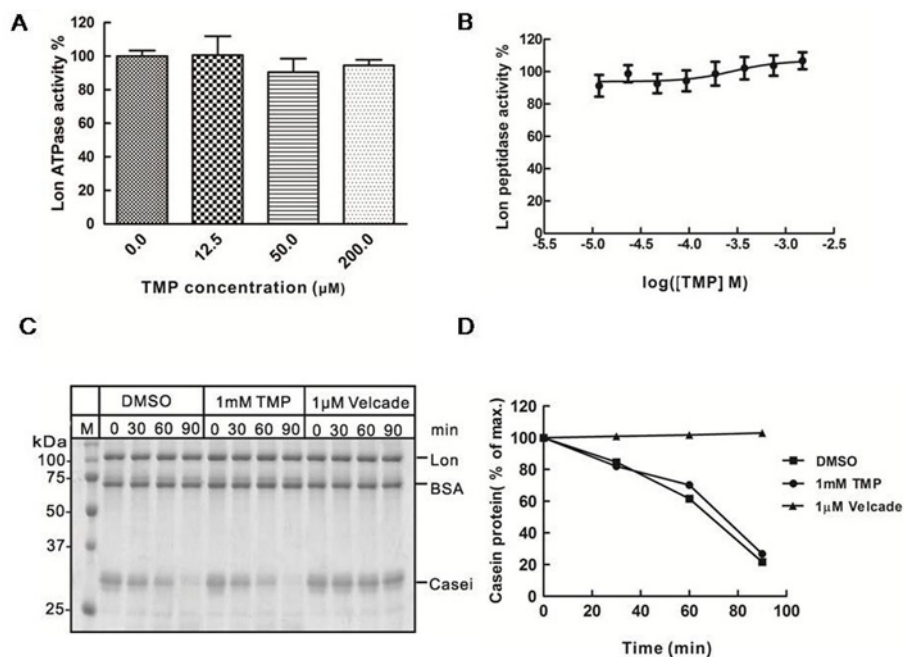 A
Lon ATPase activity %
120
100
80
60
40
20
0
0.0
12.5
50.0
200.0
TMP concentration (μM)
B
Lon peptidase activity %
120
100
80
60
40
20
0
-5.5
-5.0
-4.5
-4.0
-3.5
-3.0
-2.5
log([TMP] M)
C
DMSO 1mM TMP 1μM Velcade
M 0 30 60 90 0 30 60 90 0 30 60 90 min
kDa
100
75
50
37
25
Lon
BSA
Casei
D
Casein protein( % of max.)
120
100
80
60
40
20
0
0 20 40 60 80 100
Time (min)
DMSO
1mM TMP
1μM Velcade